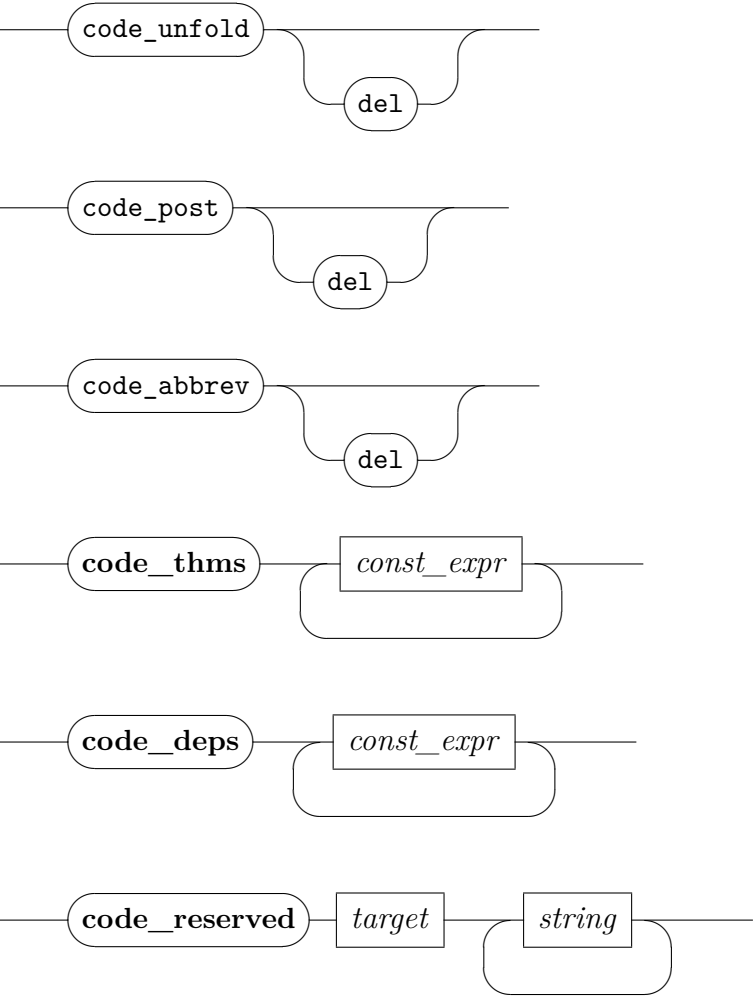 code_unfold
del
code_post
del
code_abbrev
del
code_thms const_expr
code_deps const_expr
code_reserved target string